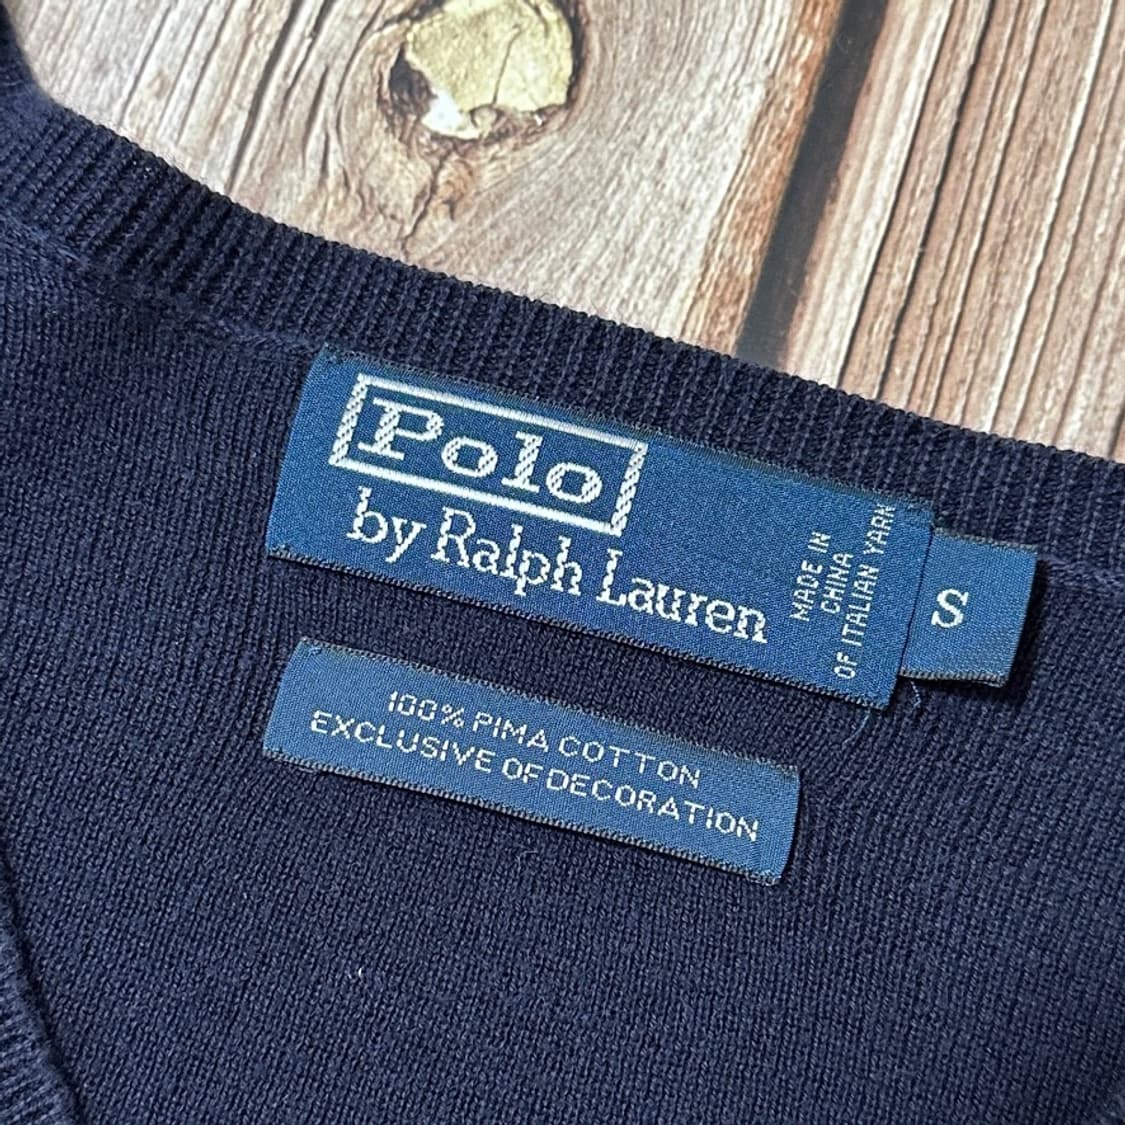 Polo
by Ralph Lauren
MADE IN
CHINA
OF ITALIAN YARN
S
100% PIMA COTTON
EXCLUSIVE OF DECORATION